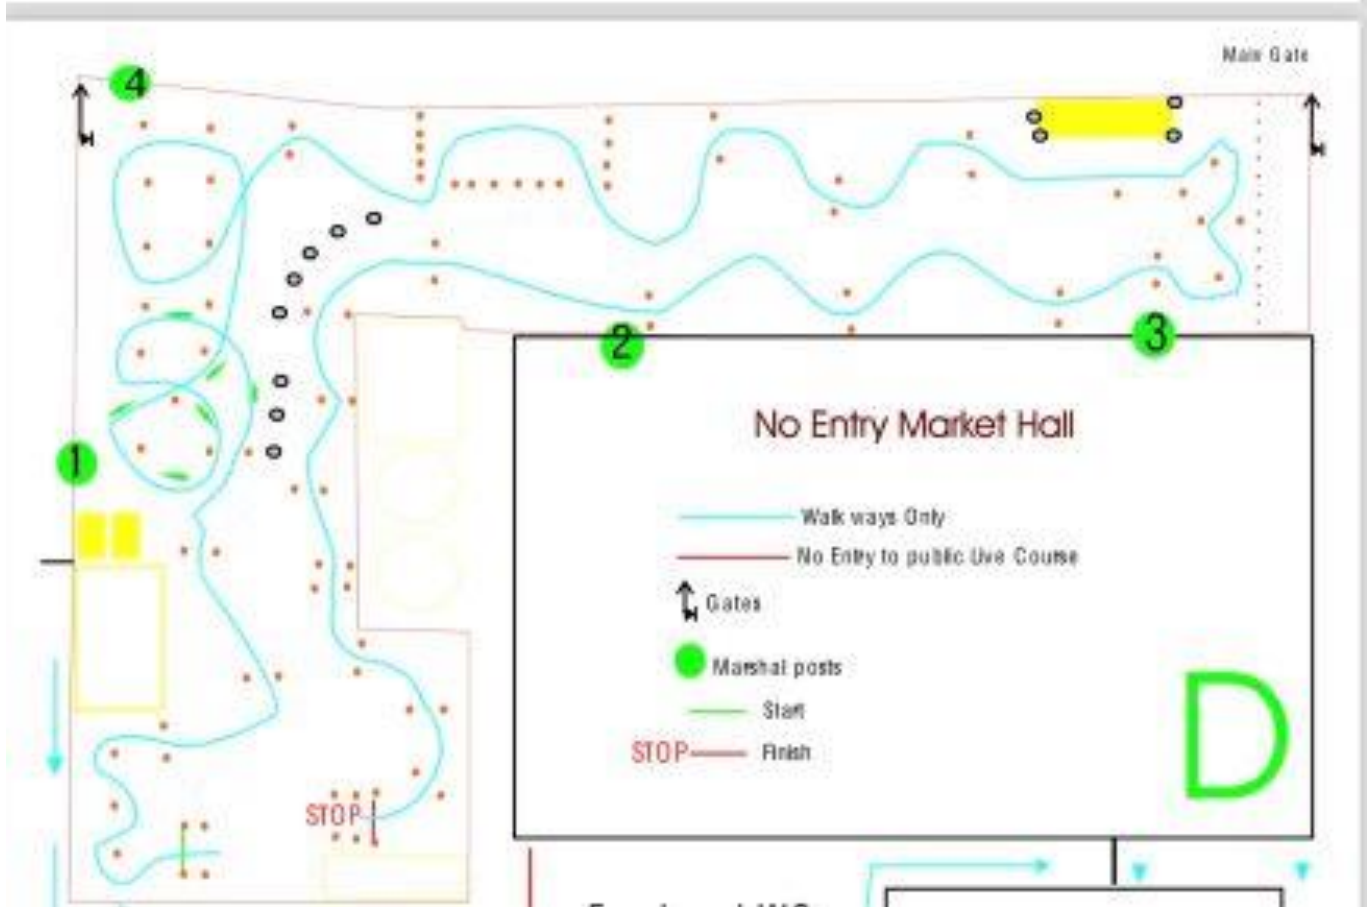 Main Gate
4
2
3
1
No Entry Market Hall
Walk ways Only
No Entry to public Live Course
Gates
Marshal posts
Start
STOP Finish
D
STOP